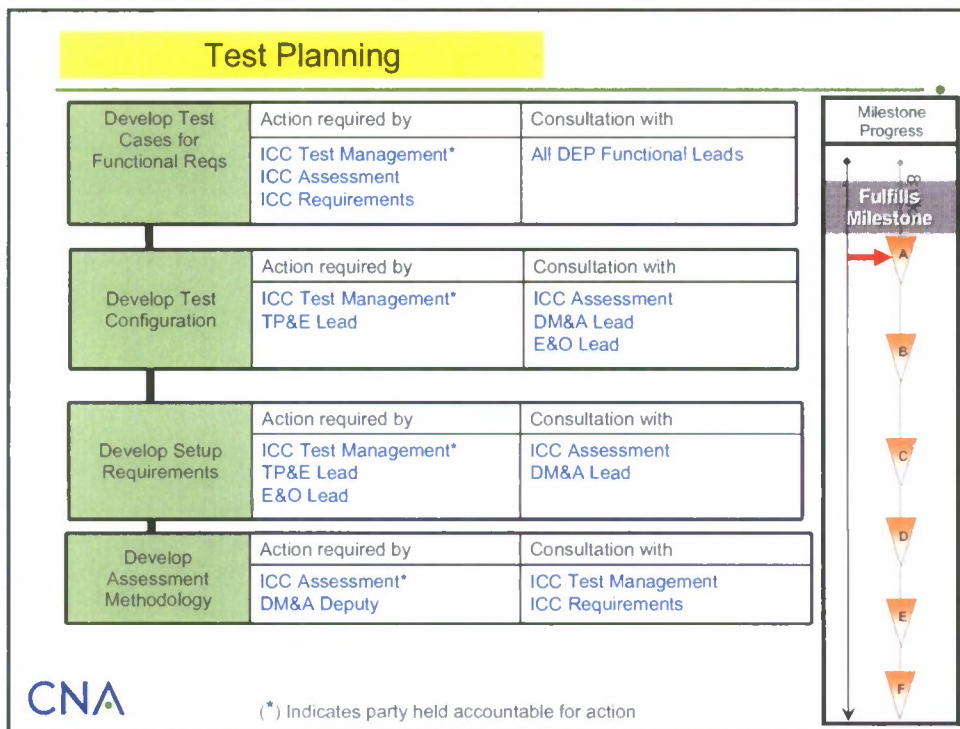 Test Planning
Develop Test
Cases for
Functional Reqs
Action required by
ICC Test Management*
ICC Assessment
ICC Requirements
Consultation with
All DEP Functional Leads
Develop Test
Configuration
Action required by
ICC Test Management*
TP&E Lead
Consultation with
ICC Assessment
DM&A Lead
E&O Lead
Develop Setup
Requirements
Action required by
ICC Test Management*
TP&E Lead
E&O Lead
Consultation with
ICC Assessment
DM&A Lead
Develop
Assessment
Methodology
Action required by
ICC Assessment*
DM&A Deputy
Consultation with
ICC Test Management
ICC Requirements
Milestone
Progress
Fulfills
Milestone
A
B
C
D
E
F
CNA
(*) Indicates party held accountable for action